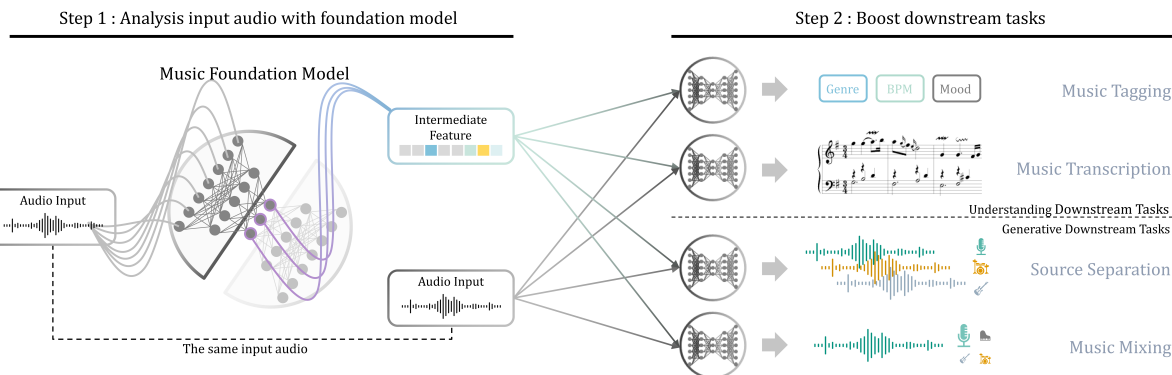 Step 1 : Analysis input audio with foundation model
Step 2 : Boost downstream tasks
Music Foundation Model
Audio Input
Intermediate
Feature
Audio Input
The same input audio
Genre
BPM
Mood
Music Tagging
Music Transcription
Understanding Downstream Tasks
Generative Downstream Tasks
Source Separation
Music Mixing